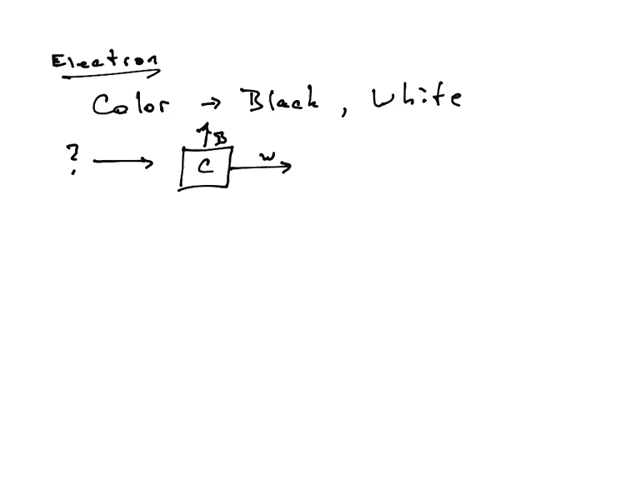 Electron
Color → Black, White
B
? → C W